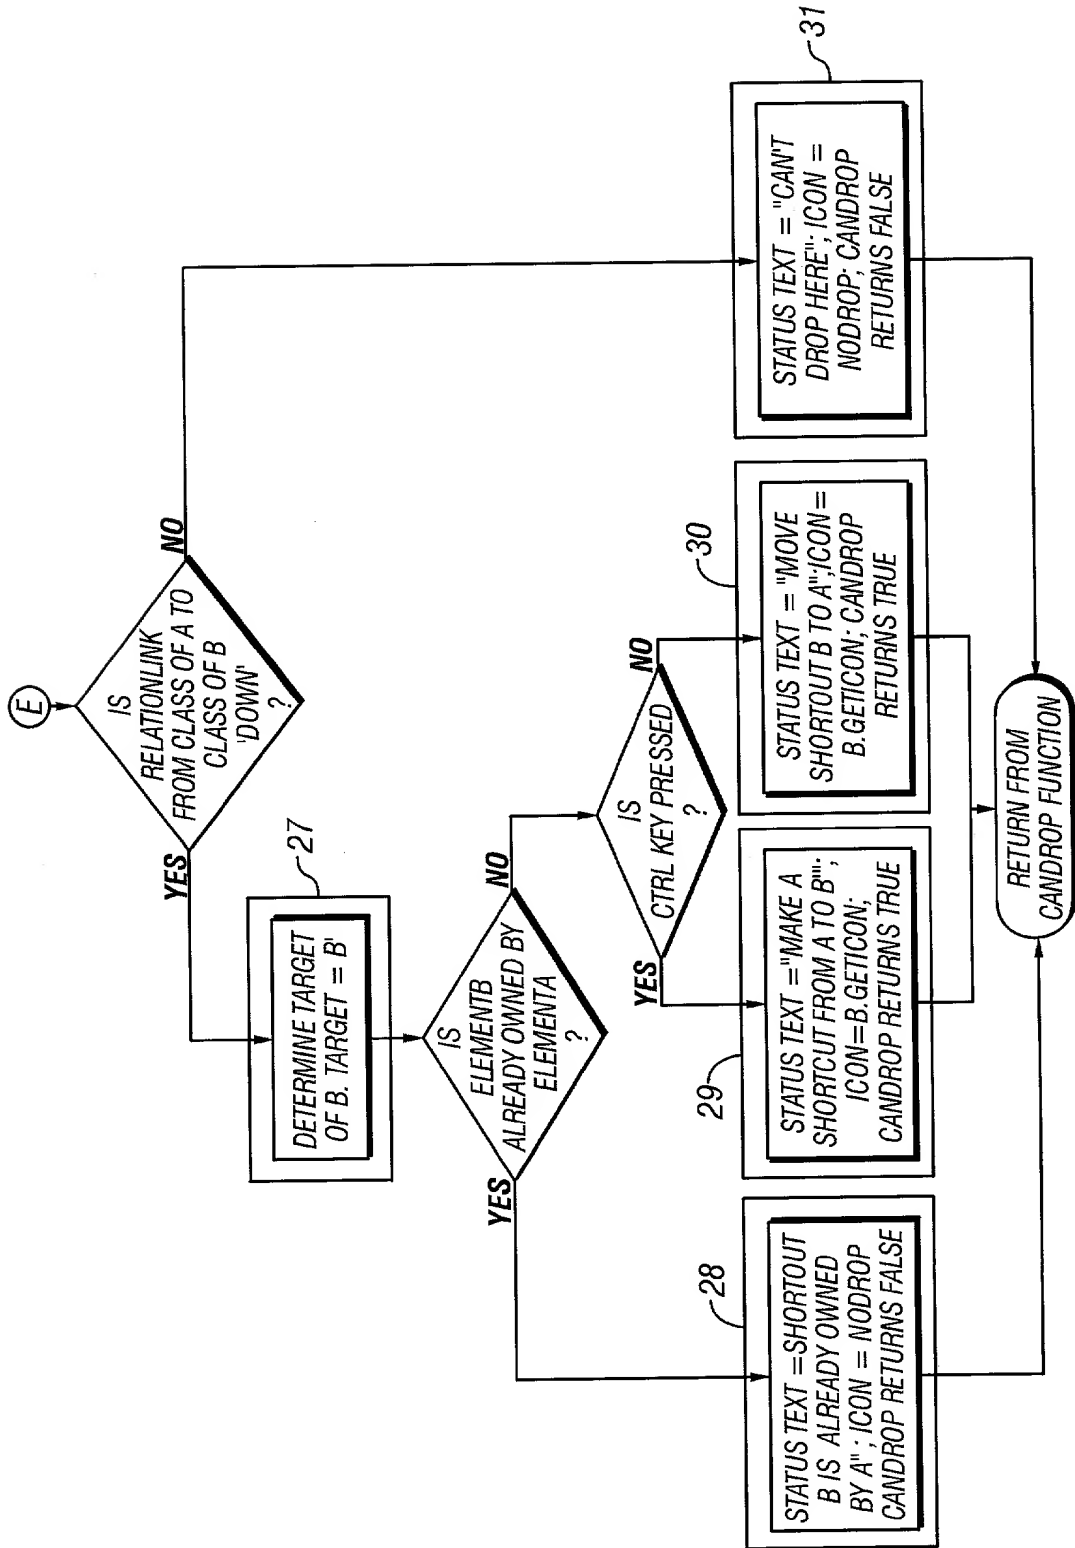 E
IS
RELATIONLINK
FROM CLASS OF A TO
CLASS OF B
'DOWN'
?
YES
NO
27
DETERMINE TARGET
OF B. TARGET = B'
IS
ELEMENTB
ALREADY OWNED BY
ELEMENTA
?
YES
NO
IS
CTRL KEY PRESSED
?
YES
NO
28
STATUS TEXT =SHORTOUT
B IS ALREADY OWNED
BY A" ; ICON = NODROP
CANDROP RETURNS FALSE
29
STATUS TEXT ="MAKE A
SHORTCUT FROM A TO B'";
ICON=B.GETICON;
CANDROP RETURNS TRUE
30
STATUS TEXT = "MOVE
SHORTOUT B TO A";ICON=
B.GETICON; CANDROP
RETURNS TRUE
31
STATUS TEXT = "CAN'T
DROP HERE"; ICON =
NODROP; CANDROP
RETURNS FALSE
RETURN FROM
CANDROP FUNCTION